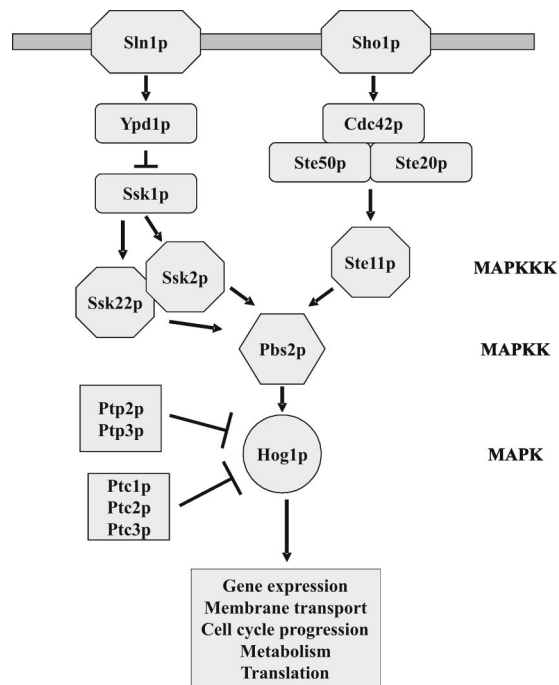 Sln1p
Sho1p
Ypd1p
Cdc42p
Ste50p
Ste20p
Ssk1p
Ssk2p
Ste11p
MAPKKK
Ssk22p
Pbs2p
MAPKK
Ptp2p
Ptp3p
Hog1p
MAPK
Ptc1p
Ptc2p
Ptc3p
Gene expression
Membrane transport
Cell cycle progression
Metabolism
Translation